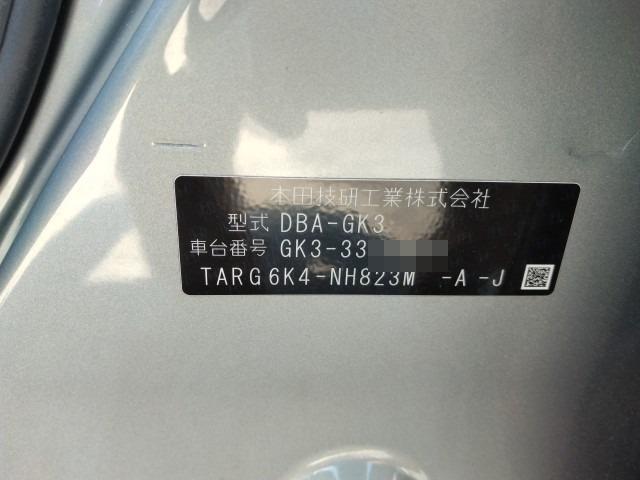 本田技研工業株式会社
型式 DBA-GK3
車台番号 GK3-33
TARG6K4-NH823M -A -J